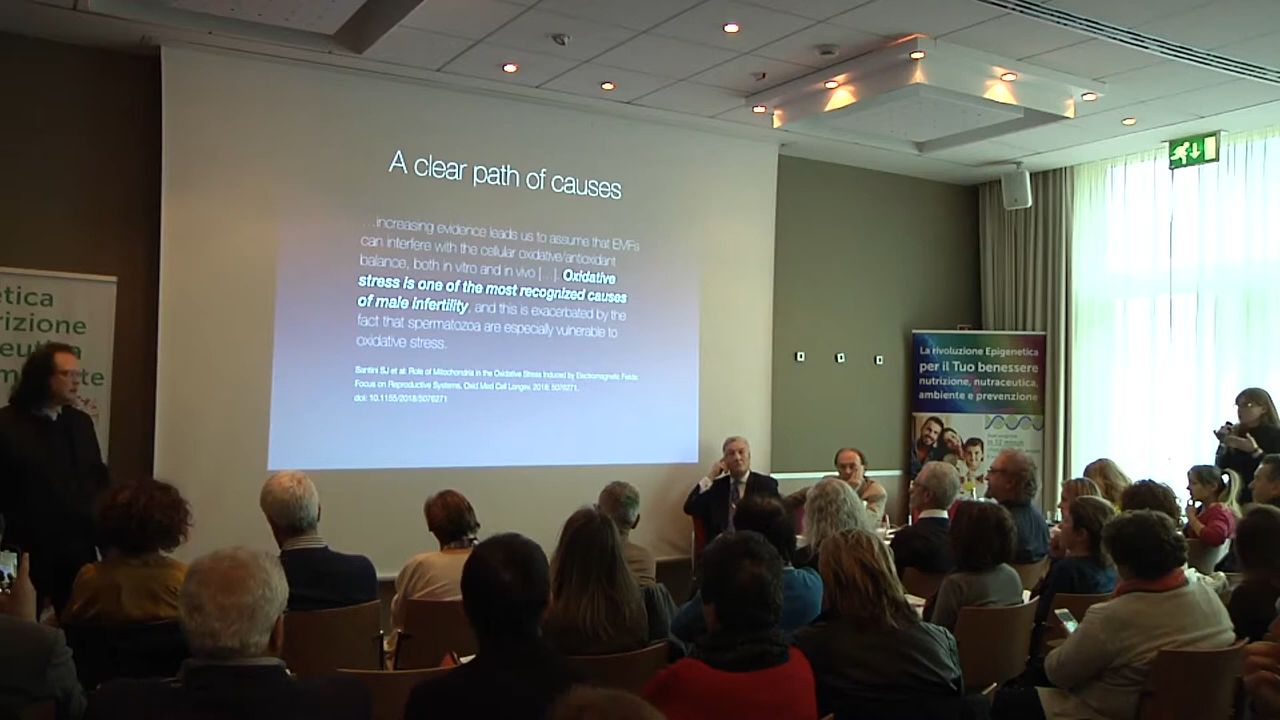 A clear path of causes
…increasing evidence leads us to assume that EMFs
can interfere with the cellular oxidative/antioxidant
balance, both in vitro and in vivo […]. Oxidative
stress is one of the most recognized causes
of male infertility, and this is exacerbated by the
fact that spermatozoa are especially vulnerable to
oxidative stress.
Santini SJ et al: Role of Mitochondria in the Oxidative Stress Induced by Electromagnetic Fields:
Focus on Reproductive Systems. Oxid Med Cell Longev. 2018; 5076271.
doi: 10.1155/2018/5076271
etica
rizione
La rivoluzione Epigenetica
per il Tuo benessere
nutrizione, nutraceutica,
ambiente e prevenzione